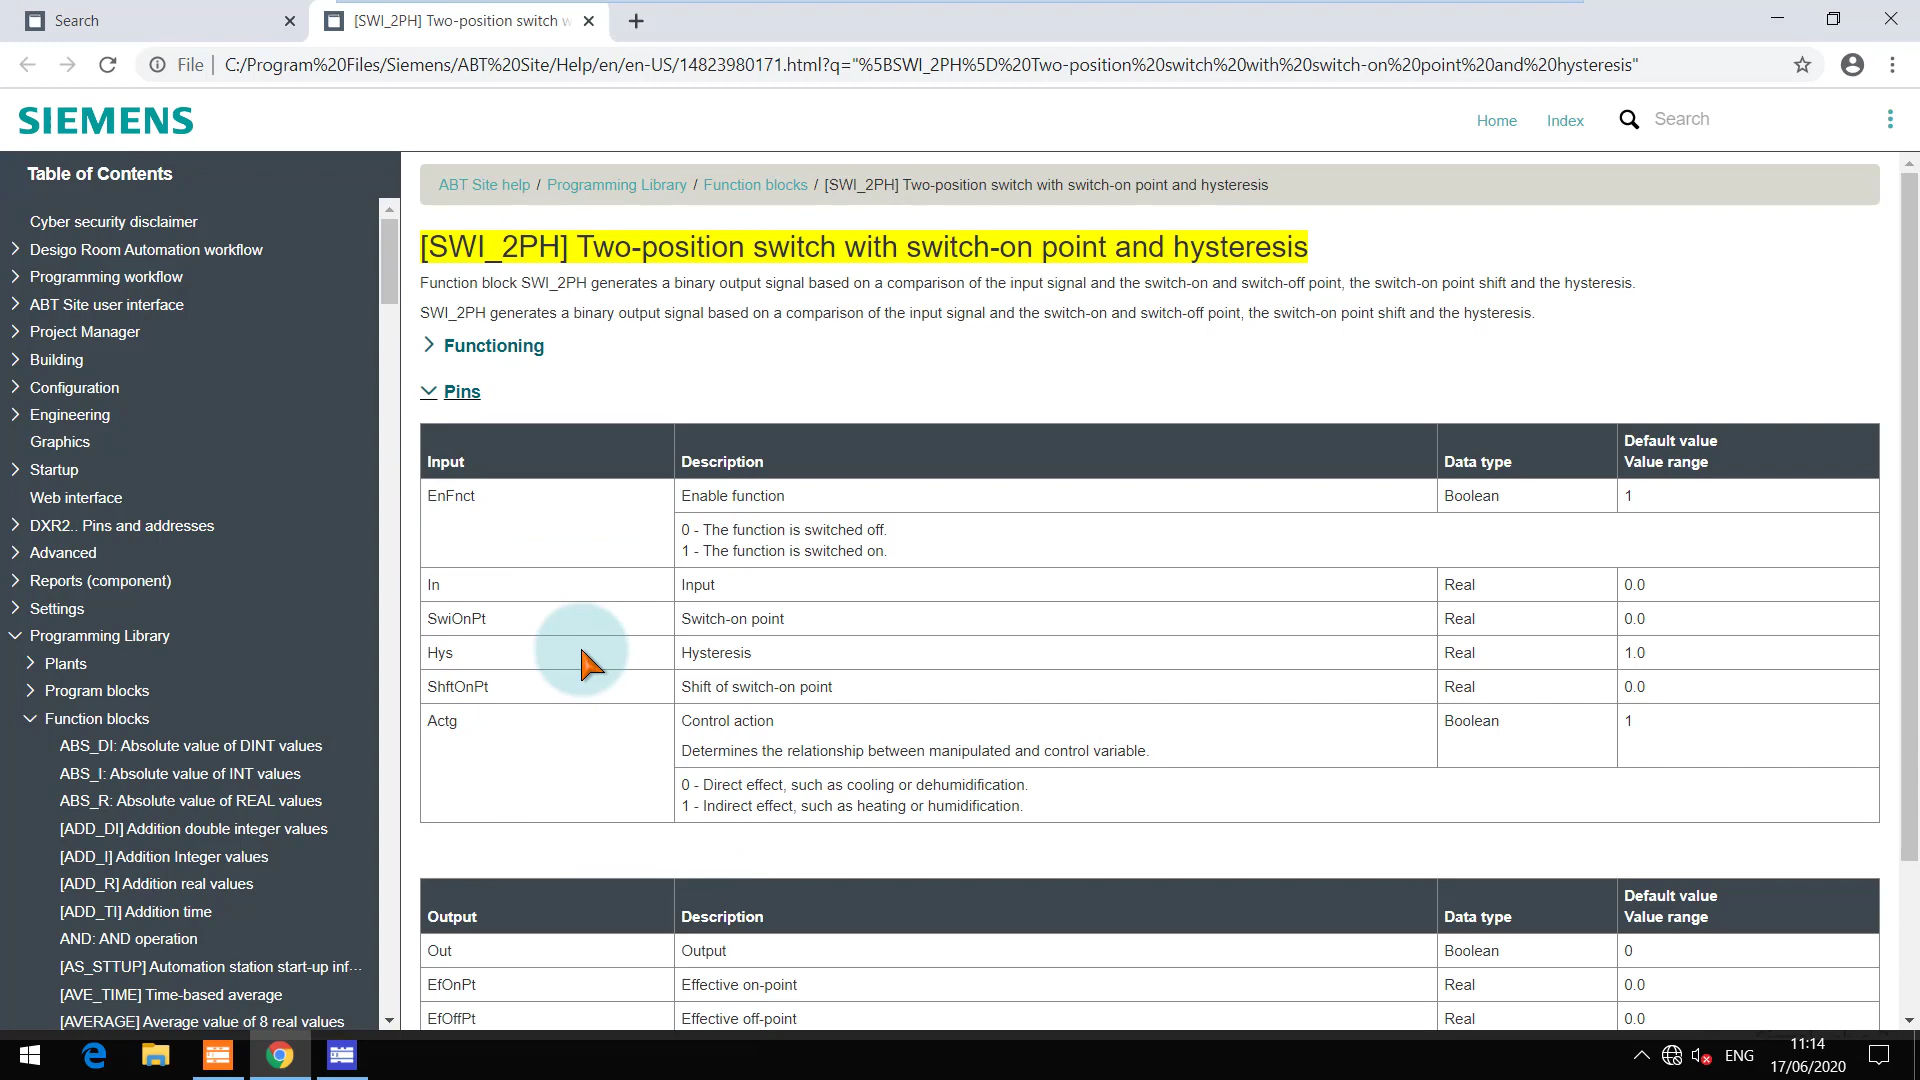 Search
[SWI_2PH] Two-position switch w
File
C:/Program%20Files/Siemens/ABT%20Site/Help/en/en-US/14823980171.html?q="%5BSWI_2PH%5D%20Two-position%20switch%20with%20switch-on%20point%20and%20hysteresis"
SIEMENS
Home
Index
Search
Table of Contents
Cyber security disclaimer
Desigo Room Automation workflow
Programming workflow
ABT Site user interface
Project Manager
Building
Configuration
Engineering
Graphics
Startup
Web interface
DXR2.. Pins and addresses
Advanced
Reports (component)
Settings
Programming Library
Plants
Program blocks
Function blocks
ABS_DI: Absolute value of DINT values
ABS_I: Absolute value of INT values
ABS_R: Absolute value of REAL values
[ADD_DI] Addition double integer values
[ADD_I] Addition Integer values
[ADD_R] Addition real values
[ADD_TI] Addition time
AND: AND operation
[AS_STTUP] Automation station start-up inf...
[AVE_TIME] Time-based average
[AVERAGE] Average value of 8 real values
ABT Site help / Programming Library / Function blocks / [SWI_2PH] Two-position switch with switch-on point and hysteresis
[SWI_2PH] Two-position switch with switch-on point and hysteresis
Function block SWI_2PH generates a binary output signal based on a comparison of the input signal and the switch-on and switch-off point, the switch-on point shift and the hysteresis.
SWI_2PH generates a binary output signal based on a comparison of the input signal and the switch-on and switch-off point, the switch-on point shift and the hysteresis.
Functioning
Pins
Input Description Data type Default value
Value range
EnFnct Enable function Boolean 1
0 - The function is switched off.
1 - The function is switched on.
In Input Real 0.0
SwiOnPt Switch-on point Real 0.0
Hys Hysteresis Real 1.0
ShftOnPt Shift of switch-on point Real 0.0
Actg Control action Boolean 1
Determines the relationship between manipulated and control variable.
0 - Direct effect, such as cooling or dehumidification.
1 - Indirect effect, such as heating or humidification.
Output Description Data type Default value
Value range
Out Output Boolean 0
EfOnPt Effective on-point Real 0.0
EfOffPt Effective off-point Real 0.0
ENG
11:14
17/06/2020